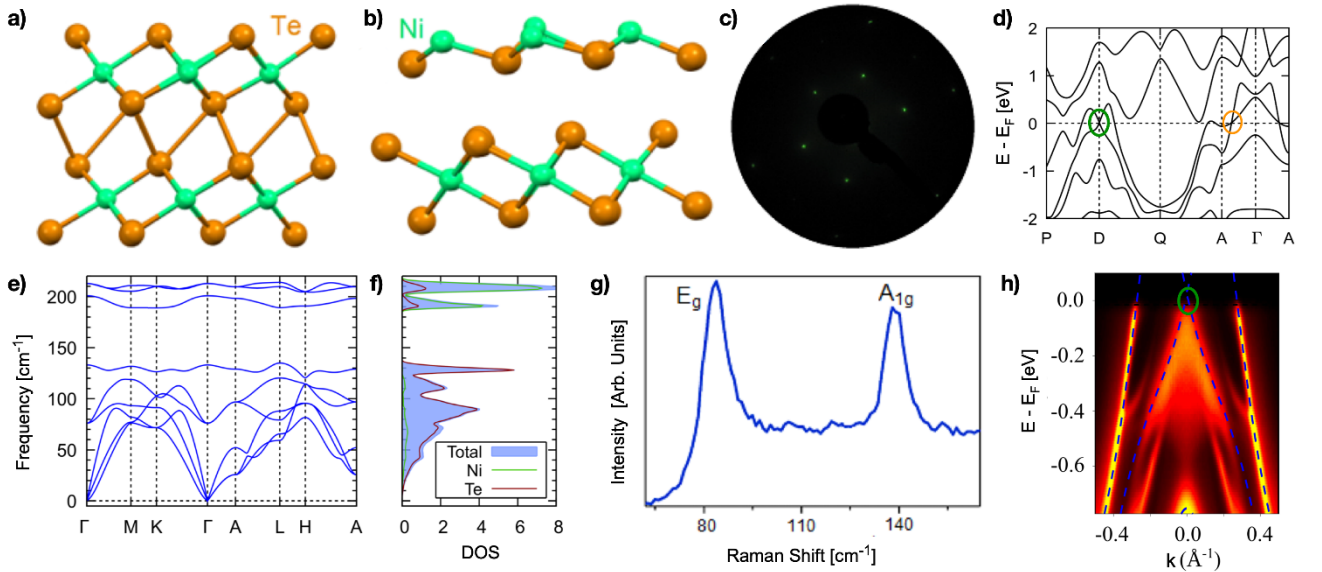 a)
Te
b)
Ni
c)
d)
E - E_F [eV]
2
1
0
-1
-2
P D Q A Γ A
e)
Frequency [cm⁻¹]
200
150
100
50
0
Γ M K Γ A L H A
f)
Total
Ni
Te
0 2 4 6 8
DOS
g)
E_g
A_1g
Intensity [Arb. Units]
80 110 140
Raman Shift [cm⁻¹]
h)
E - E_F [eV]
0.0
-0.2
-0.4
-0.6
-0.4 0.0 0.4
k (Å⁻¹)